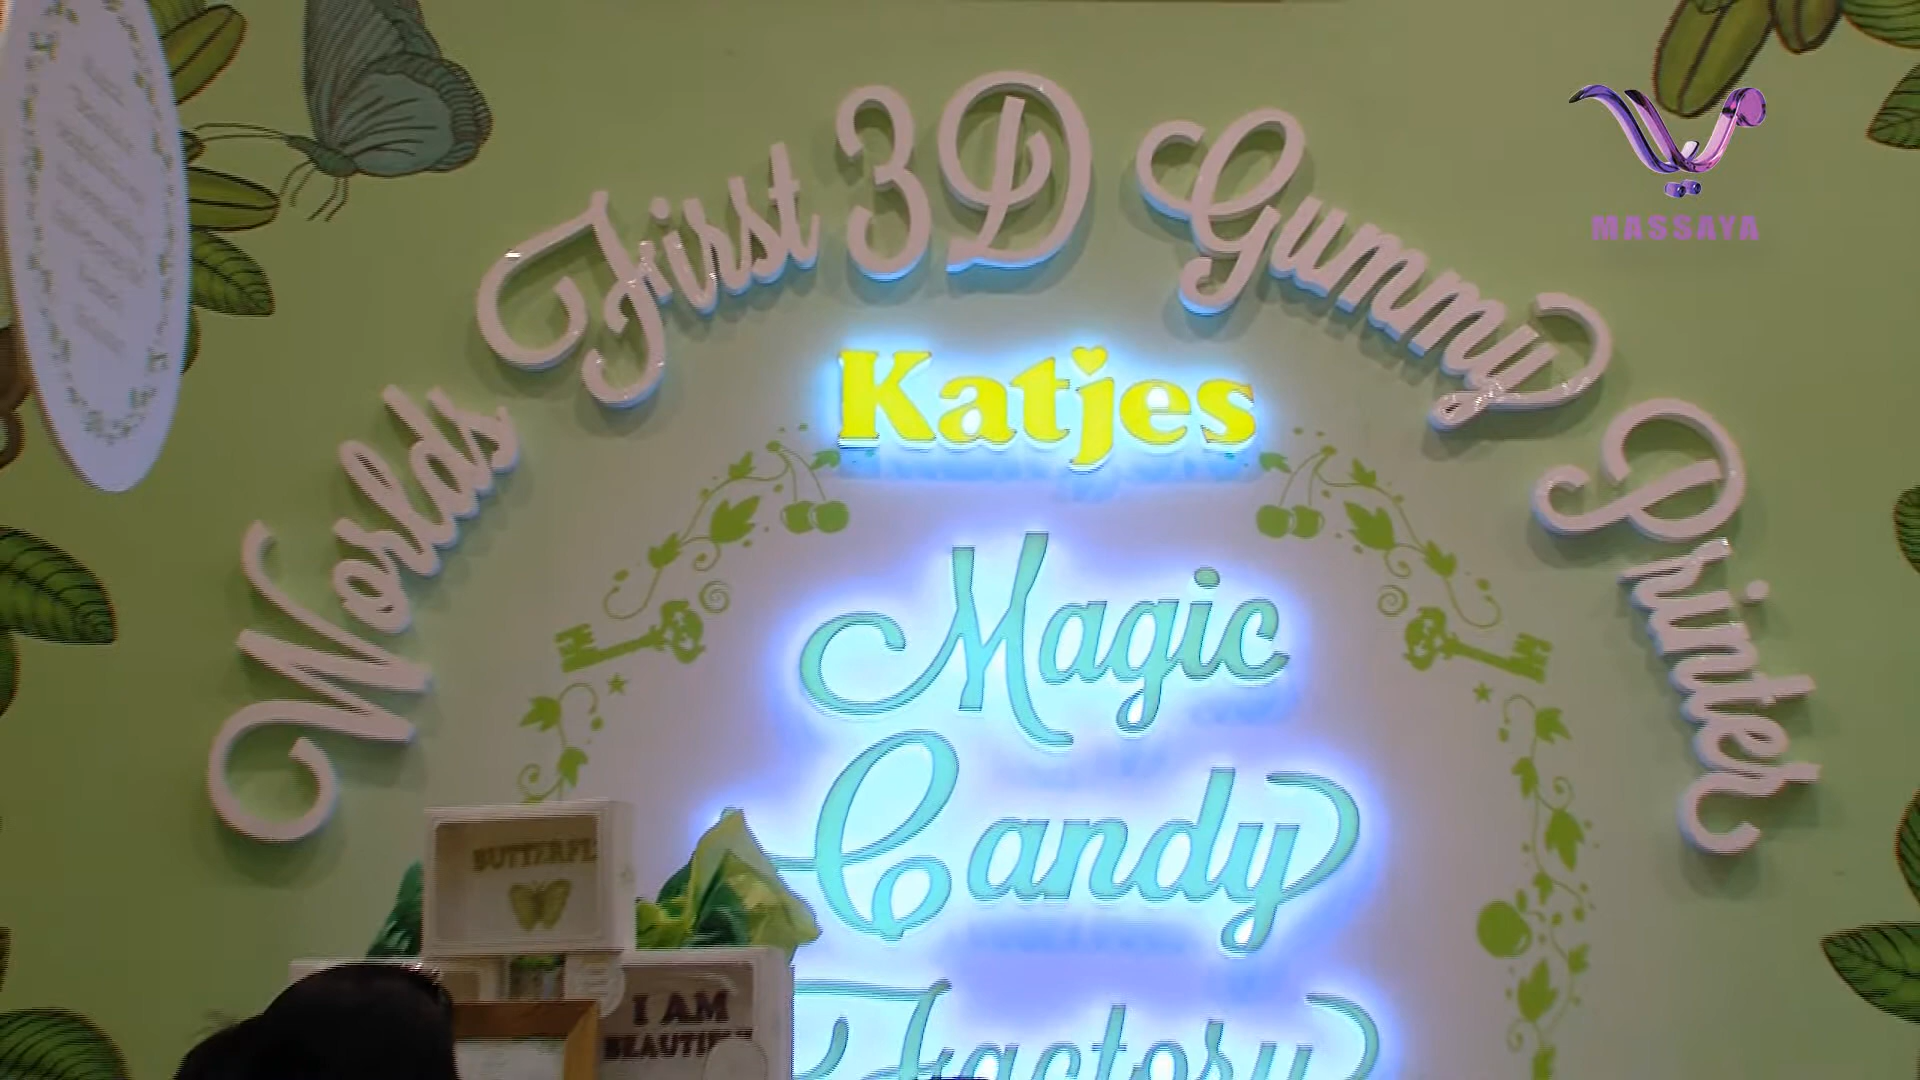 Worlds First 3D Gummy Printer
MASSAYA
Katjes
Magic
Candy
Factory
I AM